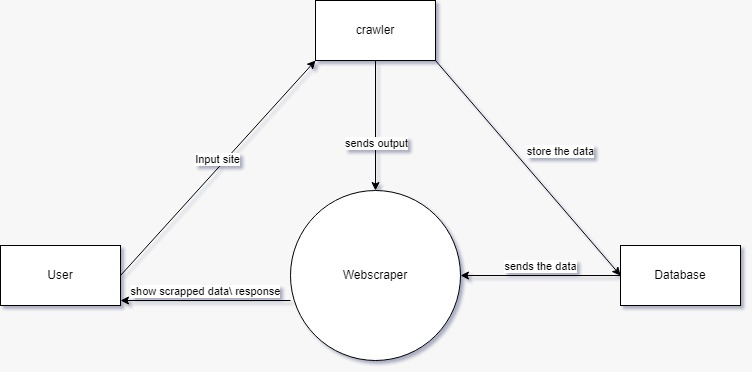 crawler
sends output
store the data
Input site
User
Webscraper
sends the data
Database
show scrapped data\ response